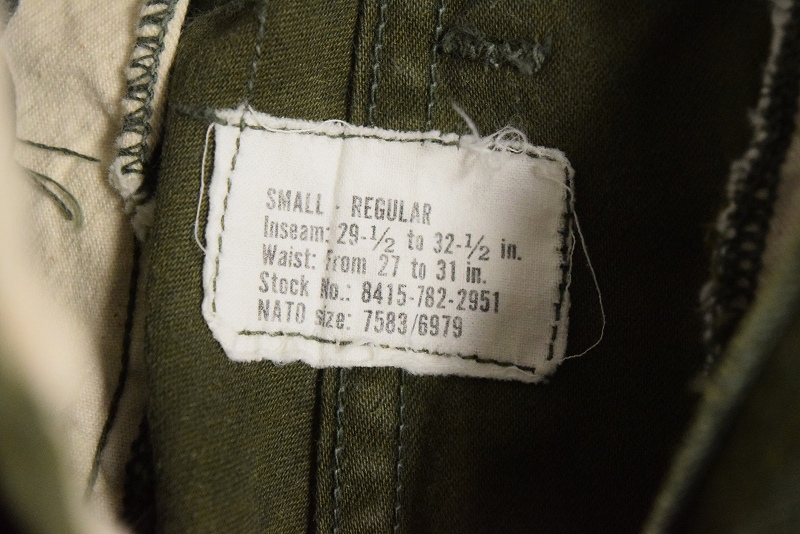 SMALL - REGULAR
Inseam: 29-1/2 to 32-1/2 in.
Waist: From 27 to 31 in.
Stock No.: 8415-782-2951
NATO size: 7583/6979